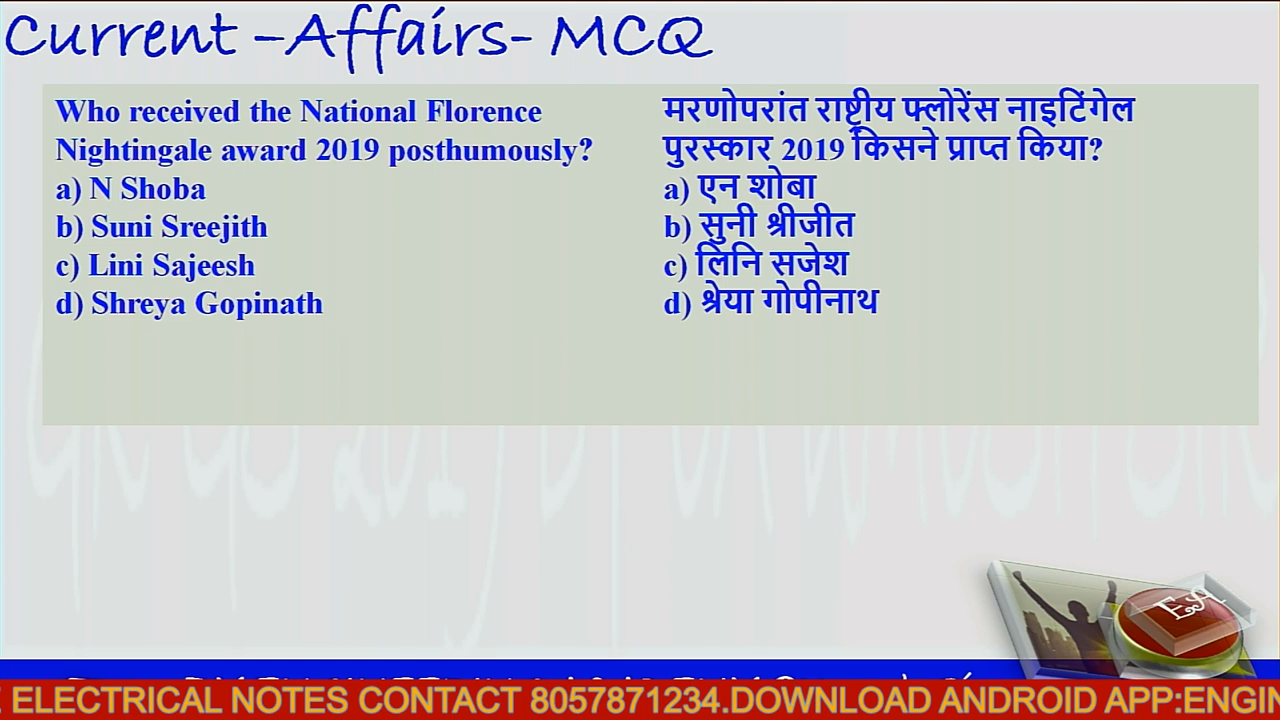 Current –Affairs- MCQ
Who received the National Florence
Nightingale award 2019 posthumously?
a) N Shoba
b) Suni Sreejith
c) Lini Sajeesh
d) Shreya Gopinath
मरणोपरांत राष्ट्रीय फ्लोरेंस नाइटिंगेल
पुरस्कार 2019 किसने प्राप्त किया?
a) एन शोबा
b) सुनी श्रीजीत
c) लिनि सजेश
d) श्रेया गोपीनाथ
EA
ELECTRICAL NOTES CONTACT 8057871234.DOWNLOAD ANDROID APP:ENGIN